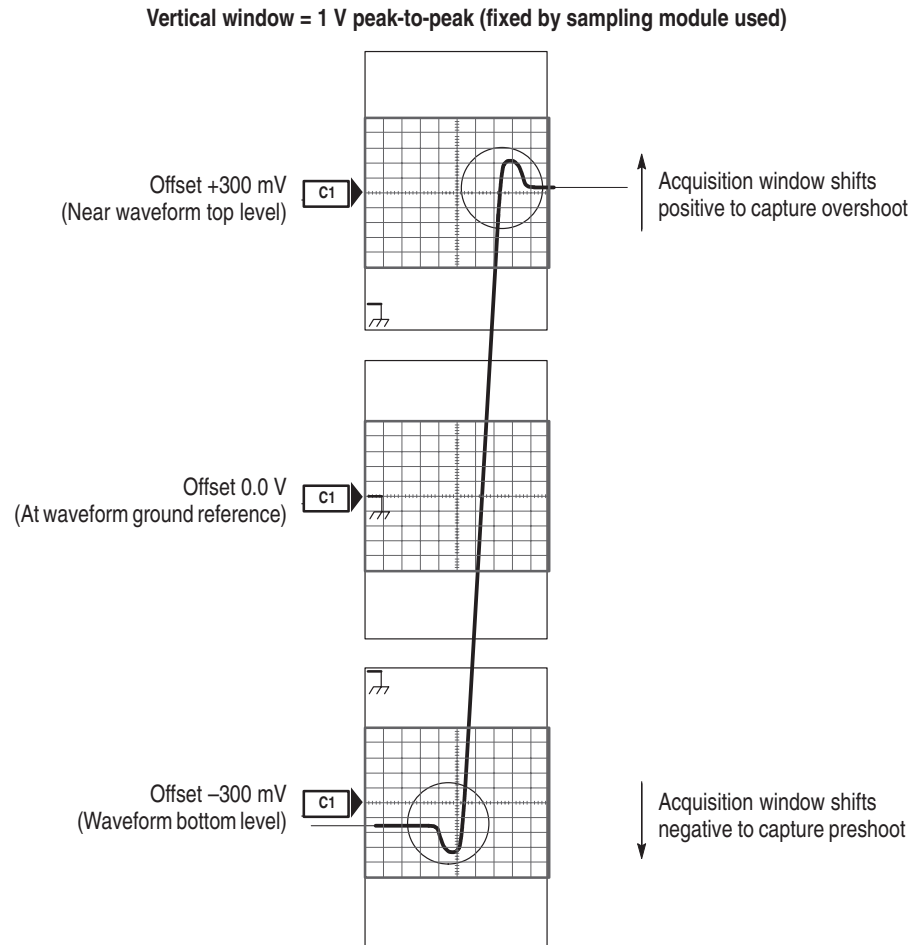 Vertical window = 1 V peak-to-peak (fixed by sampling module used)
Offset +300 mV
(Near waveform top level)
C1
Acquisition window shifts
positive to capture overshoot
Offset 0.0 V
(At waveform ground reference)
C1
Offset –300 mV
(Waveform bottom level)
C1
Acquisition window shifts
negative to capture preshoot